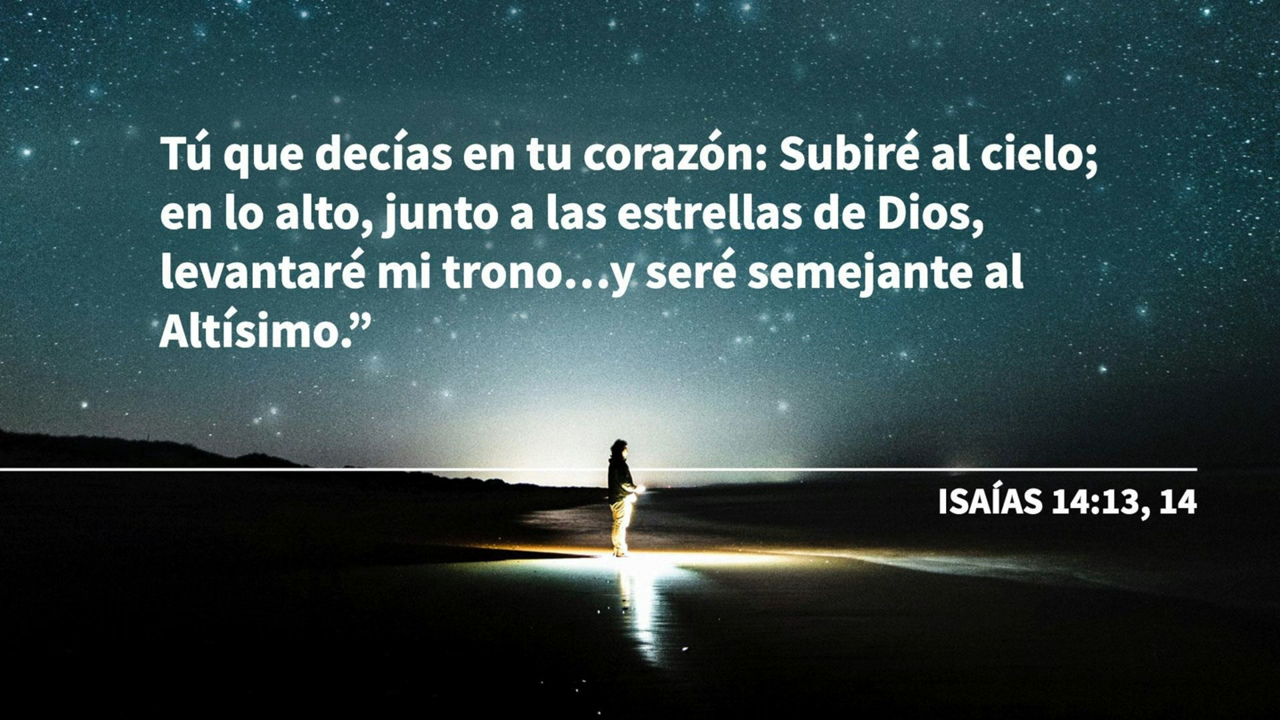 Tú que decías en tu corazón: Subiré al cielo;
en lo alto, junto a las estrellas de Dios,
levantaré mi trono…y seré semejante al
Altísimo.”
ISAÍAS 14:13, 14